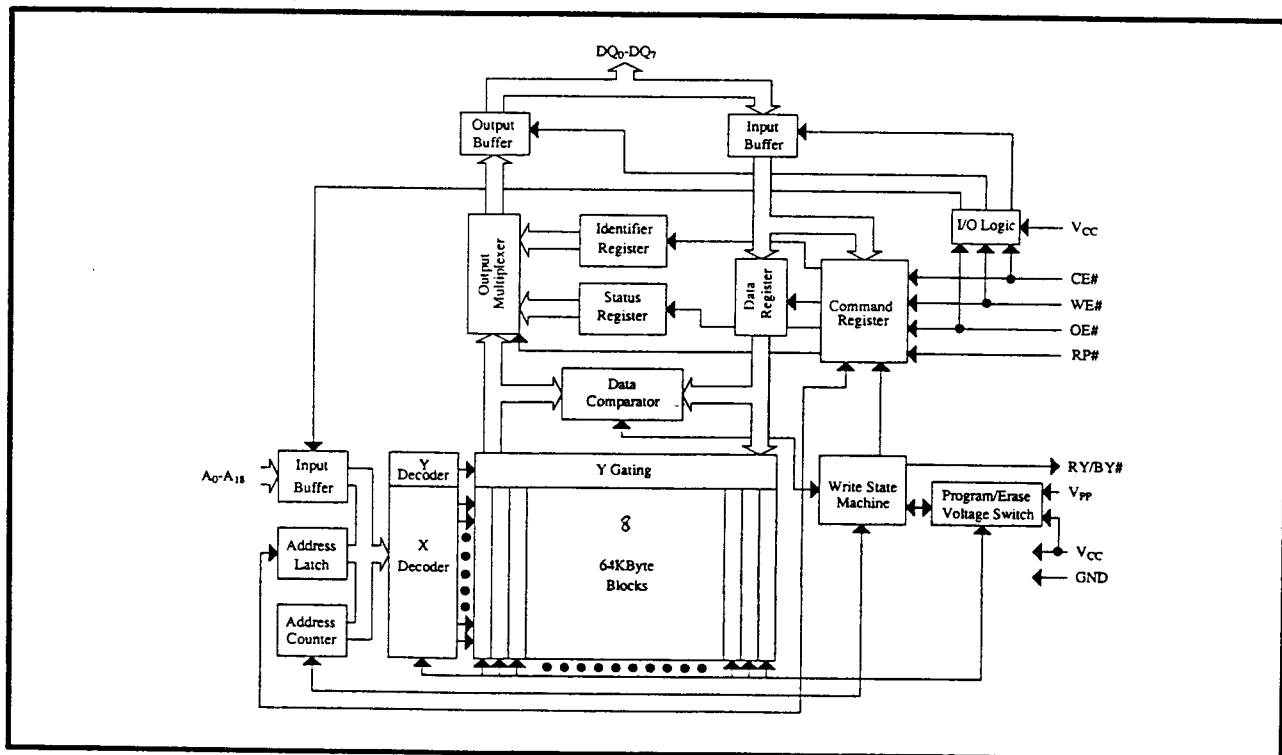 DQ0-DQ7
Output
Buffer
Input
Buffer
I/O Logic
VCC
Output
Multiplexer
Identifier
Register
Status
Register
Data
Register
Command
Register
CE#
WE#
OE#
RP#
Data
Comparator
A0-A18
Input
Buffer
Y
Decoder
Y Gating
Address
Latch
X
Decoder
8
64KByte
Blocks
Address
Counter
Write State
Machine
Program/Erase
Voltage Switch
RY/BY#
VPP
VCC
GND